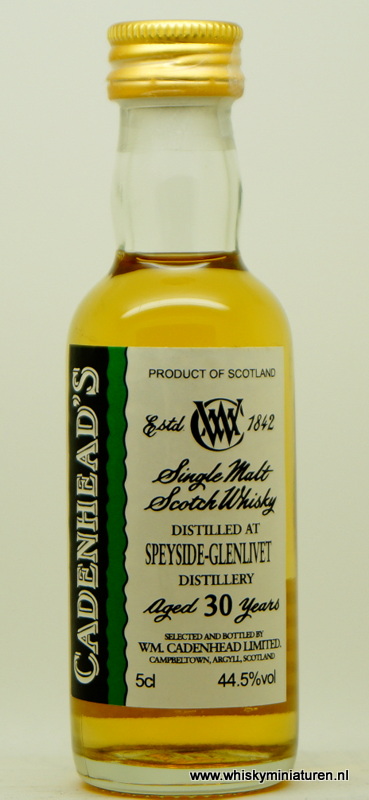 CADENHEAD'S
PRODUCT OF SCOTLAND
Estd 1842
Single Malt
Scotch Whisky
DISTILLED AT
SPEYSIDE-GLENLIVET
DISTILLERY
Aged 30 Years
SELECTED AND BOTTLED BY
WM. CADENHEAD LIMITED.
CAMPBELTOWN, ARGYLL, SCOTLAND
5cl 44.5%vol
www.whiskyminiaturen.nl